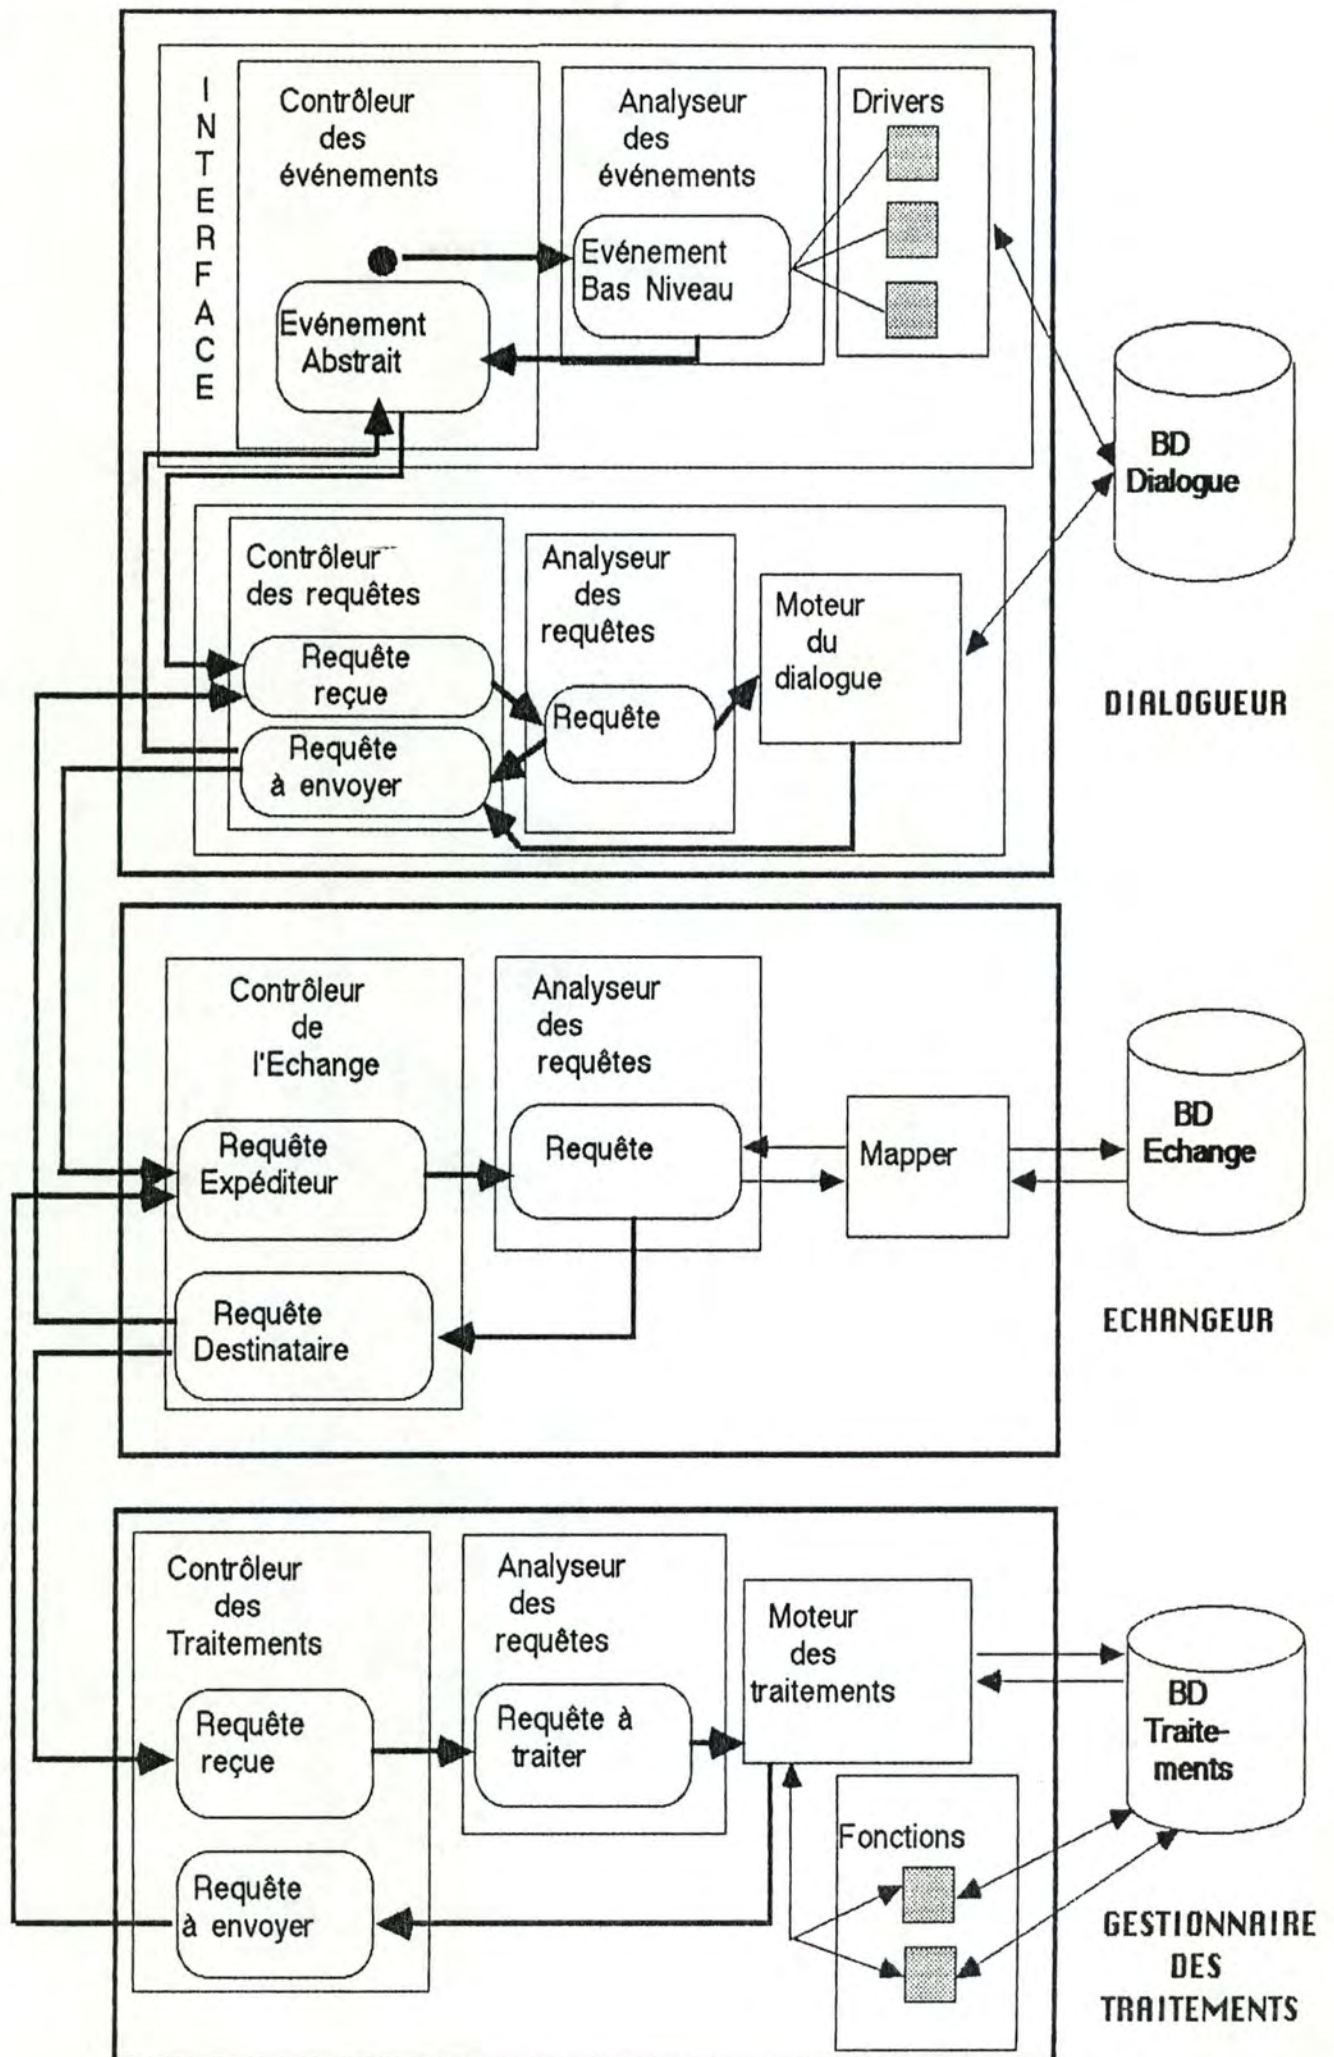 INTERFACE
Contrôleur
des
événements
Analyseur
des
événements
Drivers
Evénement
Bas Niveau
Evénement
Abstrait
BD
Dialogue
Contrôleur
des requêtes
Analyseur
des
requêtes
Moteur
du
dialogue
Requête
reçue
Requête
Requête
à envoyer
DIALOGUEUR
Contrôleur
de
l'Echange
Analyseur
des
requêtes
Requête
Expéditeur
Requête
Mapper
BD
Echange
Requête
Destinataire
ECHANGEUR
Contrôleur
des
Traitements
Analyseur
des
requêtes
Moteur
des
traitements
Requête
reçue
Requête à
traiter
BD
Traite-
ments
Fonctions
Requête
à envoyer
GESTIONNAIRE
DES
TRAITEMENTS